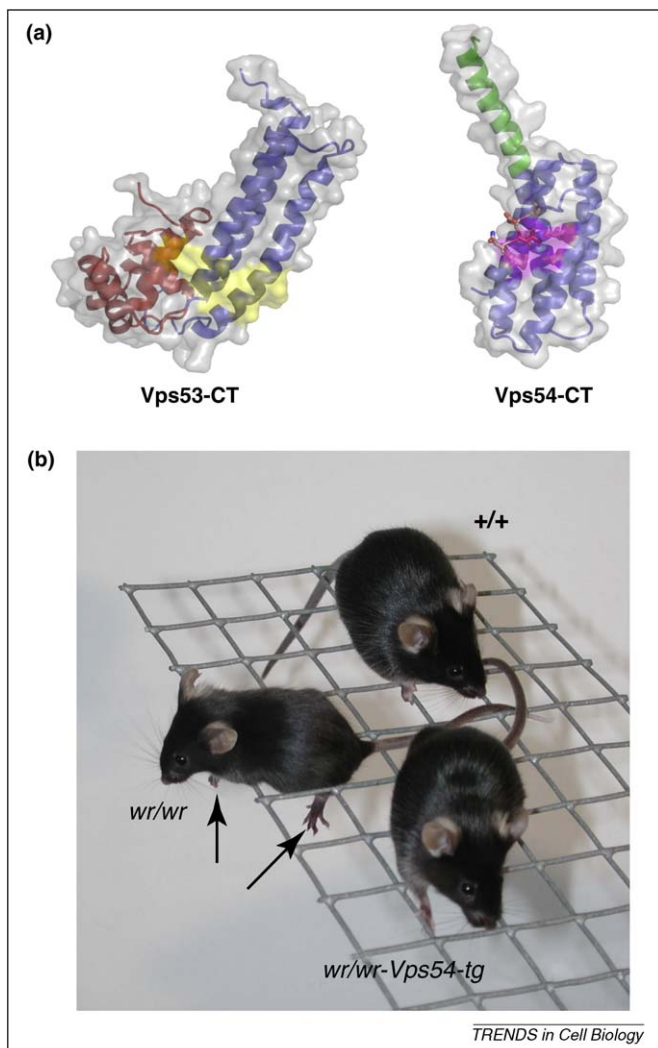 (a)
Vps53-CT
Vps54-CT
(b)
+/+
wr/wr
wr/wr-Vps54-tg
TRENDS in Cell Biology